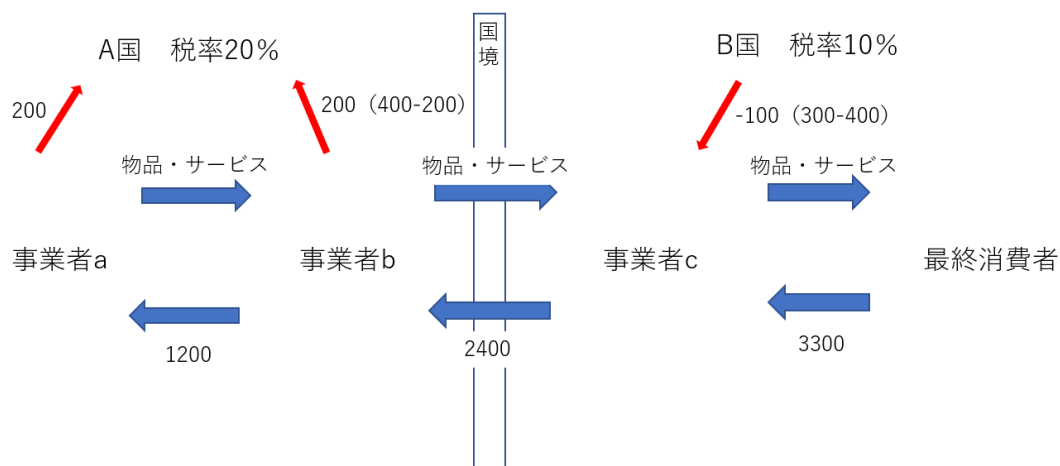 A国　税率20%
国境
B国　税率10%
200
200（400-200）
-100（300-400）
物品・サービス
物品・サービス
物品・サービス
事業者a
事業者b
事業者c
最終消費者
1200
2400
3300